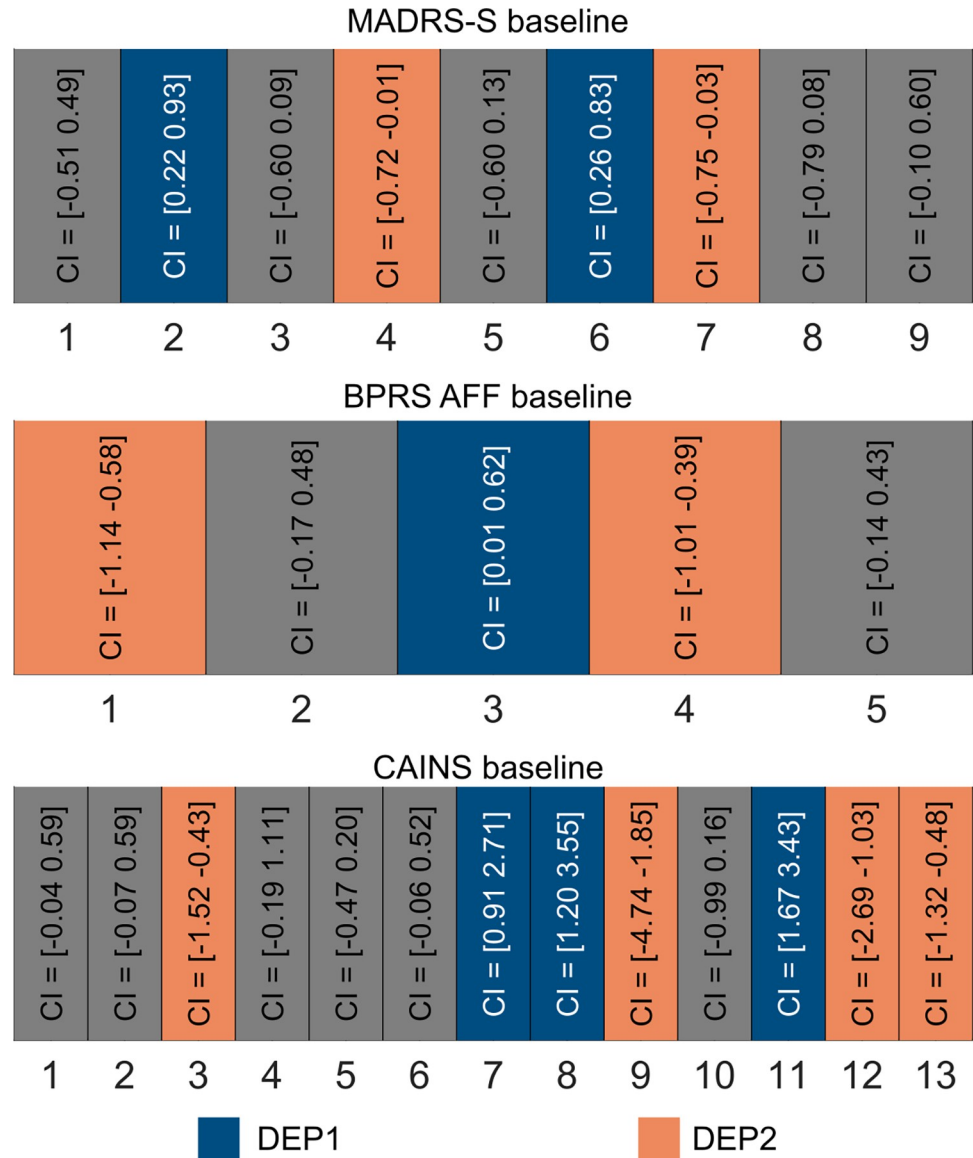 MADRS-S baseline
CI = [-0.51 0.49]
CI = [0.22 0.93]
CI = [-0.60 0.09]
CI = [-0.72 -0.01]
CI = [-0.60 0.13]
CI = [0.26 0.83]
CI = [-0.75 -0.03]
CI = [-0.79 0.08]
CI = [-0.10 0.60]
1 2 3 4 5 6 7 8 9
BPRS AFF baseline
CI = [-1.14 -0.58]
CI = [-0.17 0.48]
CI = [0.01 0.62]
CI = [-1.01 -0.39]
CI = [-0.14 0.43]
1 2 3 4 5
CAINS baseline
CI = [-0.04 0.59]
CI = [-0.07 0.59]
CI = [-1.52 -0.43]
CI = [-0.19 1.11]
CI = [-0.47 0.20]
CI = [-0.06 0.52]
CI = [0.91 2.71]
CI = [1.20 3.55]
CI = [-4.74 -1.85]
CI = [-0.99 0.16]
CI = [1.67 3.43]
CI = [-2.69 -1.03]
CI = [-1.32 -0.48]
1 2 3 4 5 6 7 8 9 10 11 12 13
DEP1 DEP2